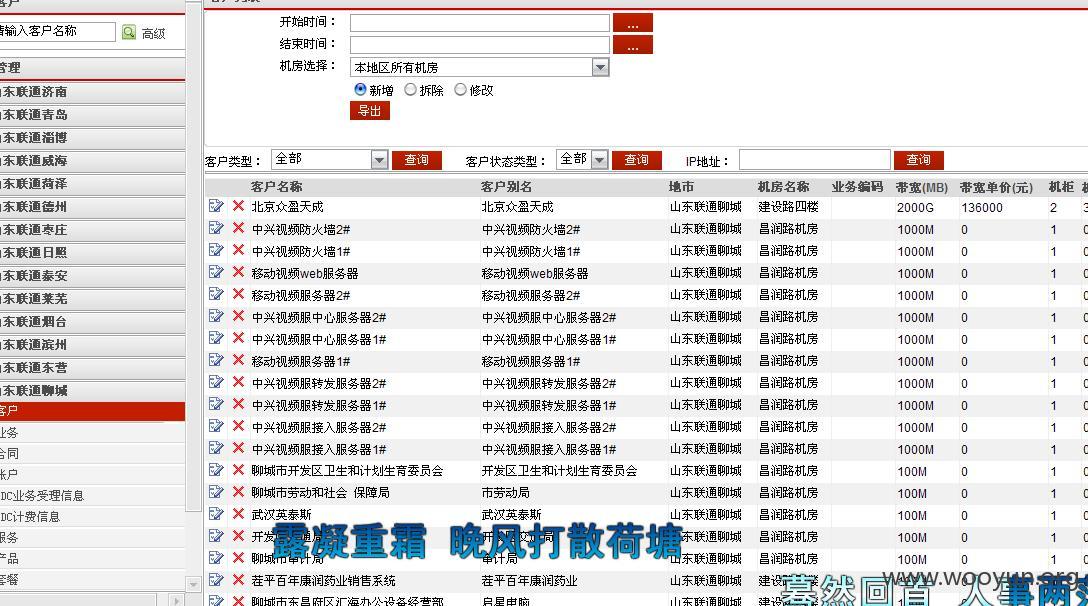 客户
请输入客户名称 高级
管理
山东联通济南
山东联通青岛
山东联通淄博
山东联通威海
山东联通菏泽
山东联通德州
山东联通枣庄
山东联通日照
山东联通泰安
山东联通莱芜
山东联通烟台
山东联通滨州
山东联通东营
山东联通聊城
客户
业务
合同
账户
IDC业务受理信息
IDC计费信息
服务
产品
套餐
开始时间： ...
结束时间： ...
机房选择： 本地区所有机房
新增 拆除 修改
导出
客户类型： 全部 查询 客户状态类型： 全部 查询 IP地址： 查询
客户名称 客户别名 地市 机房名称 业务编码 带宽(MB) 带宽单价(元) 机柜
北京众盈天成 北京众盈天成 山东联通聊城 建设路四楼 2000G 136000 2 3
中兴视频防火墙2# 中兴视频防火墙2# 山东联通聊城 昌润路机房 1000M 0 1 0
中兴视频防火墙1# 中兴视频防火墙1# 山东联通聊城 昌润路机房 1000M 0 1 0
移动视频web服务器 移动视频web服务器 山东联通聊城 昌润路机房 1000M 0 1 0
移动视频服务器2# 移动视频服务器2# 山东联通聊城 昌润路机房 1000M 0 1 0
中兴视频服中心服务器2# 中兴视频服中心服务器2# 山东联通聊城 昌润路机房 1000M 0 1 0
中兴视频服中心服务器1# 中兴视频服中心服务器1# 山东联通聊城 昌润路机房 1000M 0 1 0
移动视频服务器1# 移动视频服务器1# 山东联通聊城 昌润路机房 1000M 0 1 0
中兴视频服转发服务器2# 中兴视频服转发服务器2# 山东联通聊城 昌润路机房 1000M 0 1 0
中兴视频服转发服务器1# 中兴视频服转发服务器1# 山东联通聊城 昌润路机房 1000M 0 1 0
中兴视频服接入服务器2# 中兴视频服接入服务器2# 山东联通聊城 昌润路机房 1000M 0 1 0
中兴视频服接入服务器1# 中兴视频服接入服务器1# 山东联通聊城 昌润路机房 1000M 0 1 0
聊城市开发区卫生和计划生育委员会 开发区卫生和计划生育委员会 山东联通聊城 昌润路机房 100M 0 1 0
聊城市劳动和社会 保障局 市劳动局 山东联通聊城 昌润路机房 100M 0 1 0
武汉英泰斯 武汉英泰斯 山东联通聊城 昌润路机房 100M 0 1 0
山东联通聊城 昌润路机房 100M 0 1 0
露凝重霜 晚风打散荷塘
聊城市审计局 审计局 山东联通聊城 昌润路机房 100M 0 1 0
茌平百年康润药业销售系统 茌平百年康润药业 山东联通聊城
www.wooyun.org
聊城市东昌府区汇海办公设备经营部 启星电脑 山东联通聊城
蓦然回首 人事两